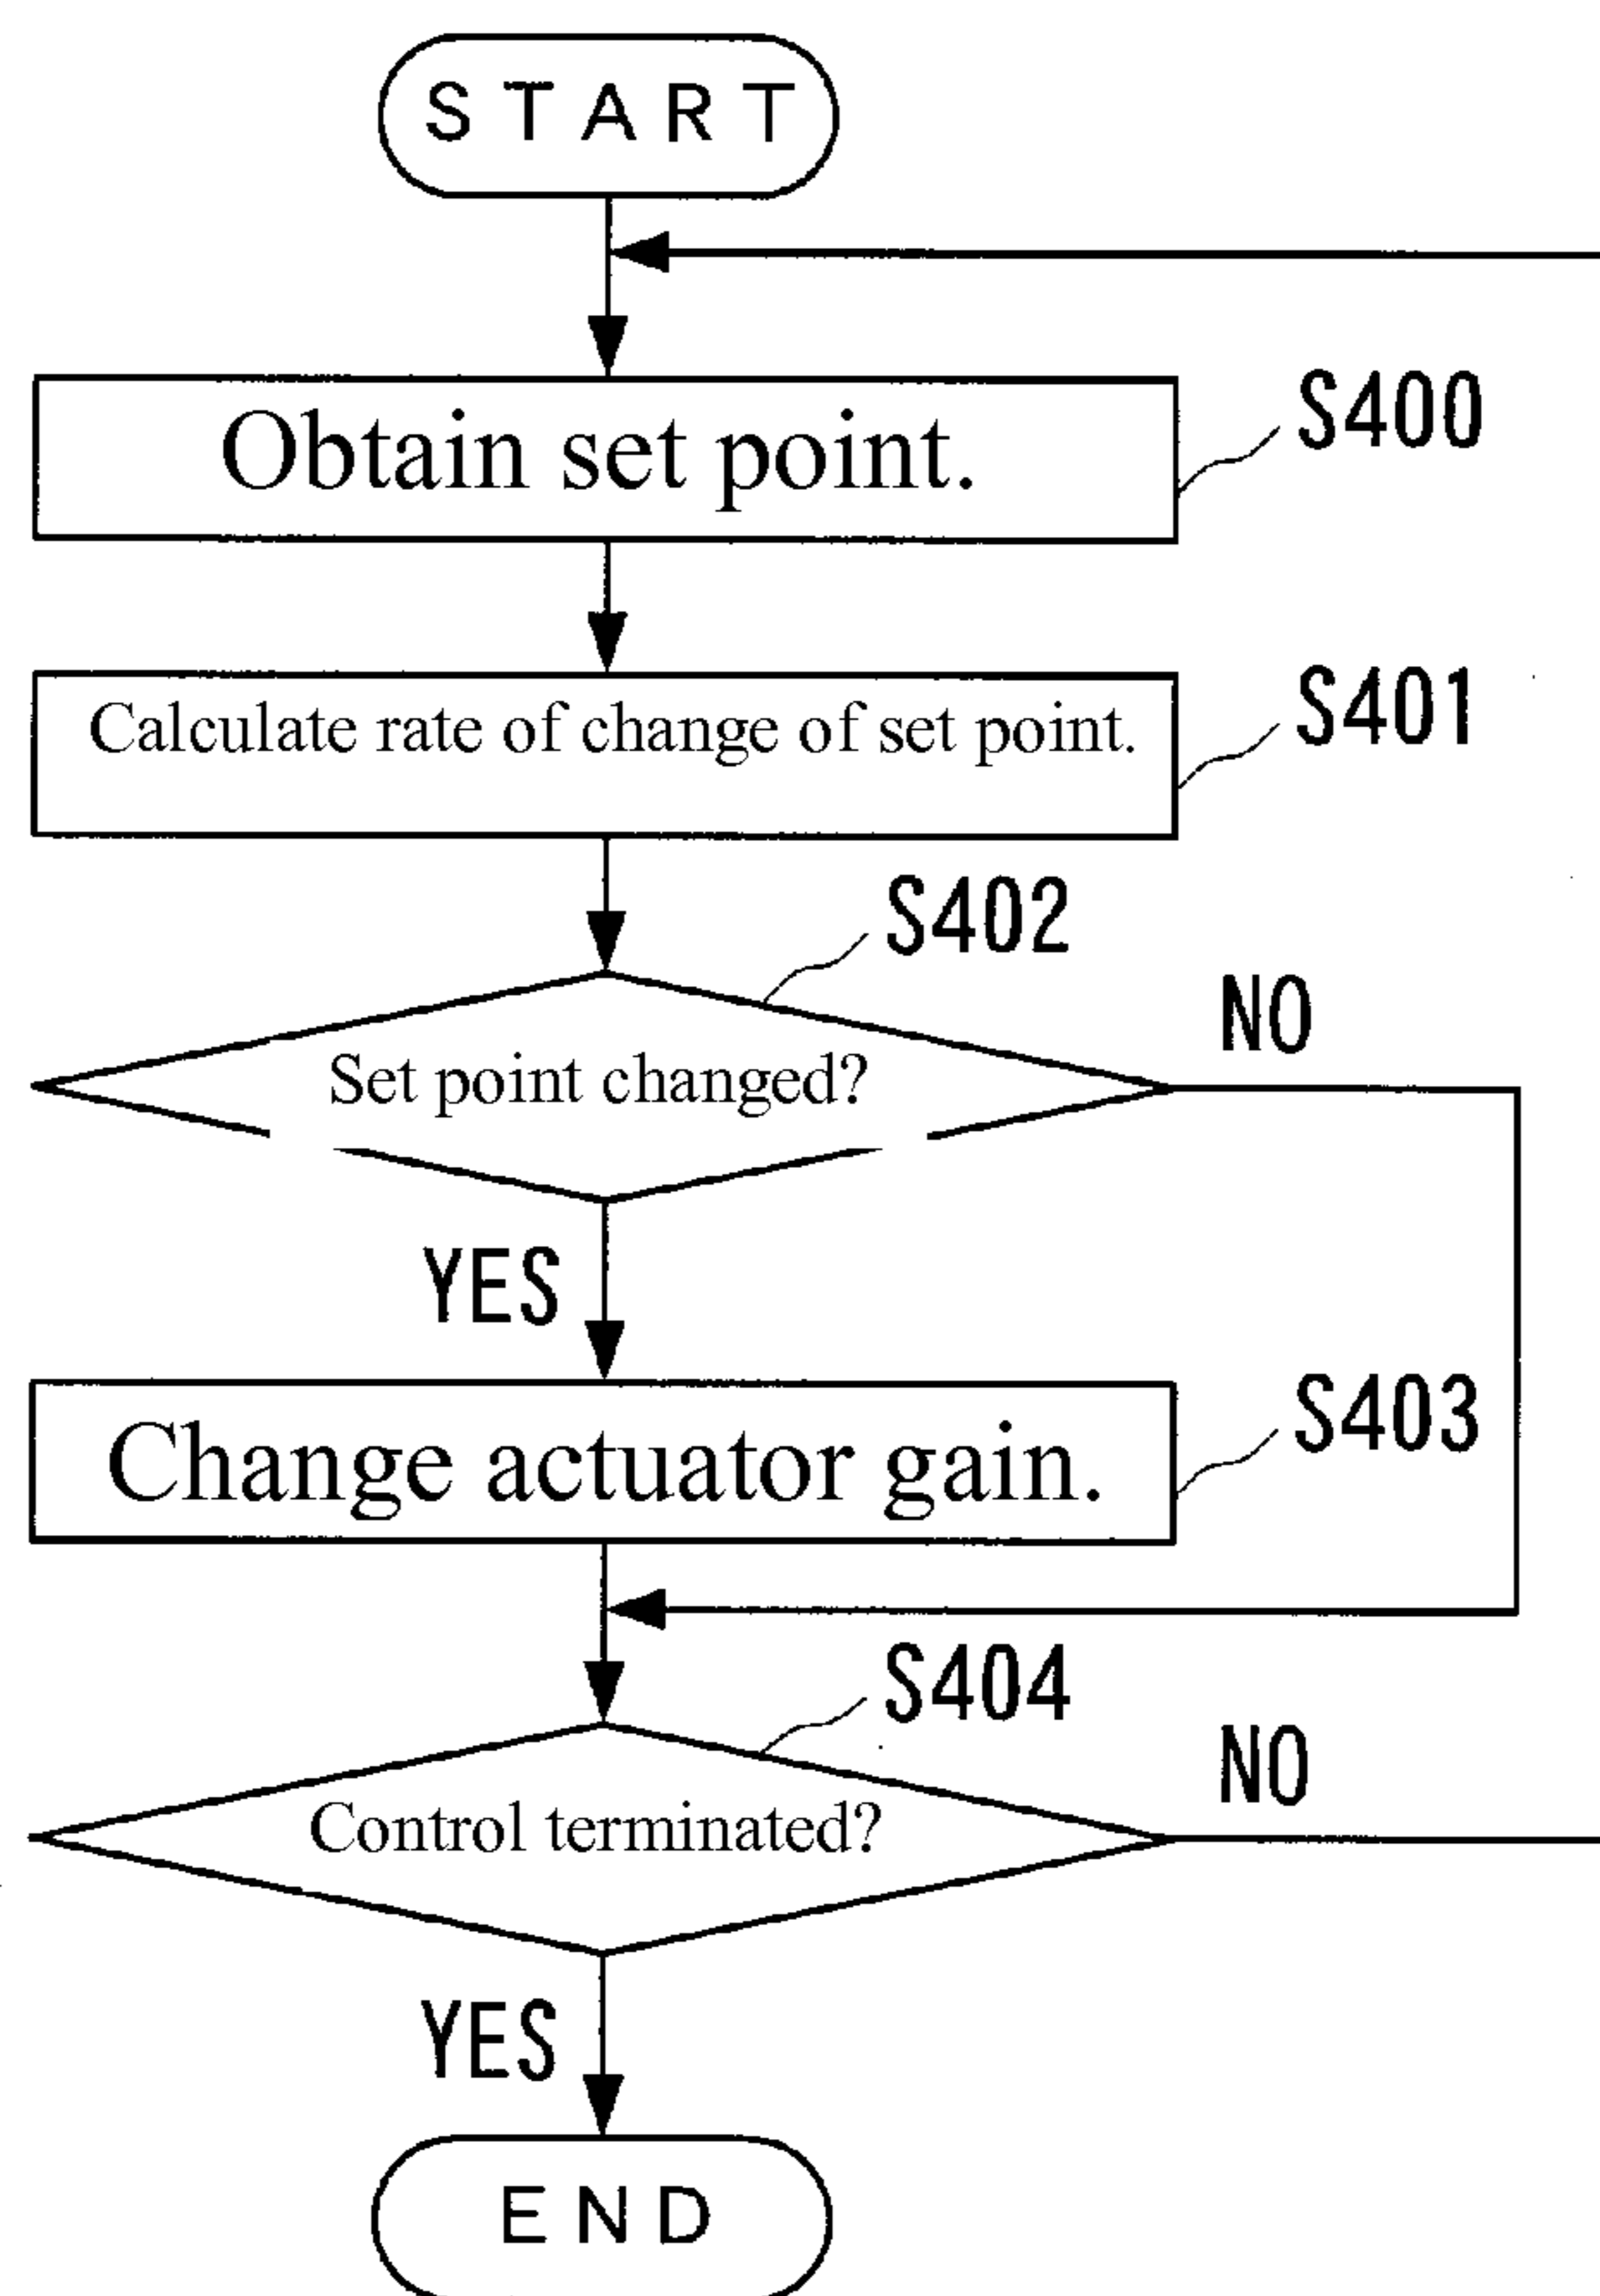 START
Obtain set point.
S400
Calculate rate of change of set point.
S401
S402
Set point changed?
NO
YES
Change actuator gain.
S403
S404
Control terminated?
NO
YES
END